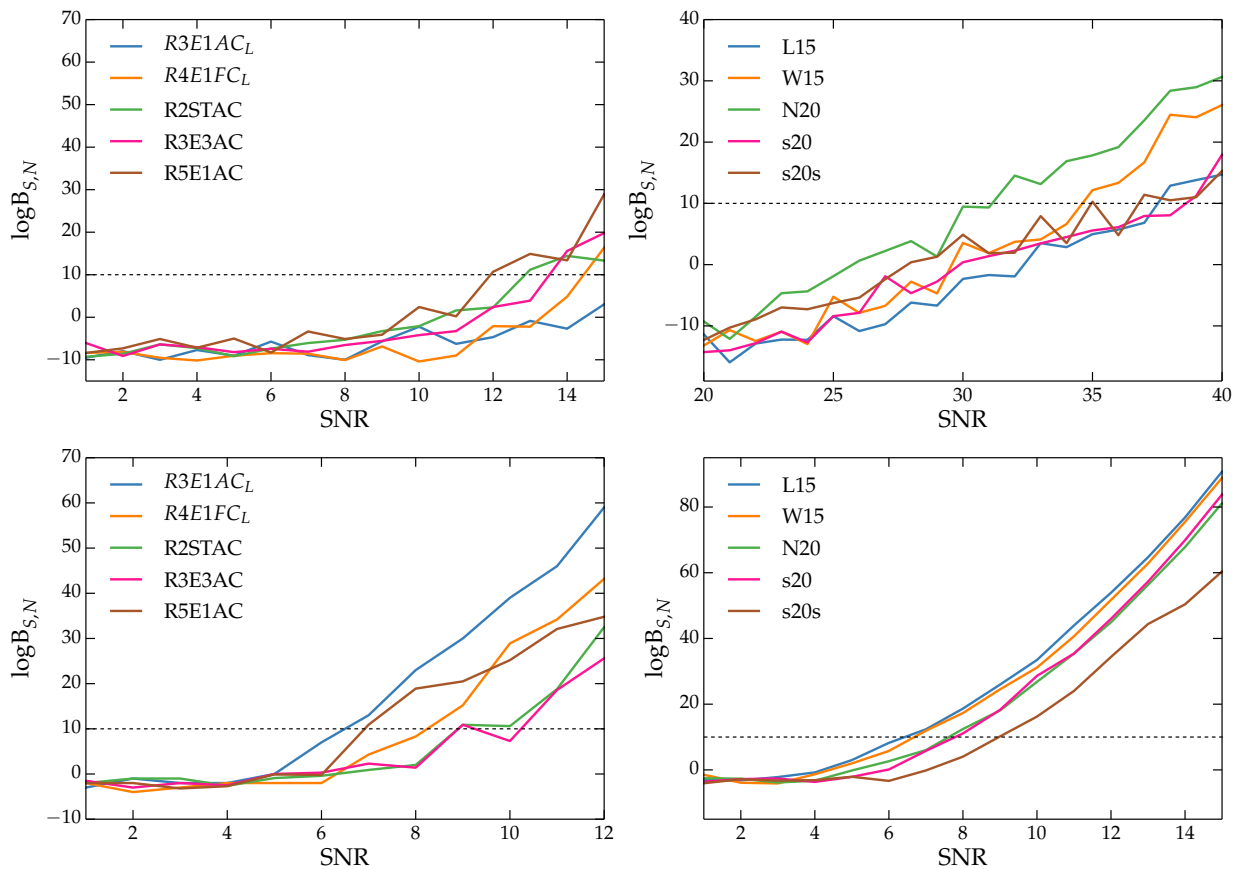 70
60
50
40
30
20
10
0
−10
logB_{S,N}
R3E1AC_L
R4E1FC_L
R2STAC
R3E3AC
R5E1AC
2 4 6 8 10 12 14
SNR
40
30
20
10
0
−10
logB_{S,N}
L15
W15
N20
s20
s20s
20 25 30 35 40
SNR
70
60
50
40
30
20
10
0
−10
logB_{S,N}
R3E1AC_L
R4E1FC_L
R2STAC
R3E3AC
R5E1AC
2 4 6 8 10 12
SNR
80
60
40
20
0
logB_{S,N}
L15
W15
N20
s20
s20s
2 4 6 8 10 12 14
SNR